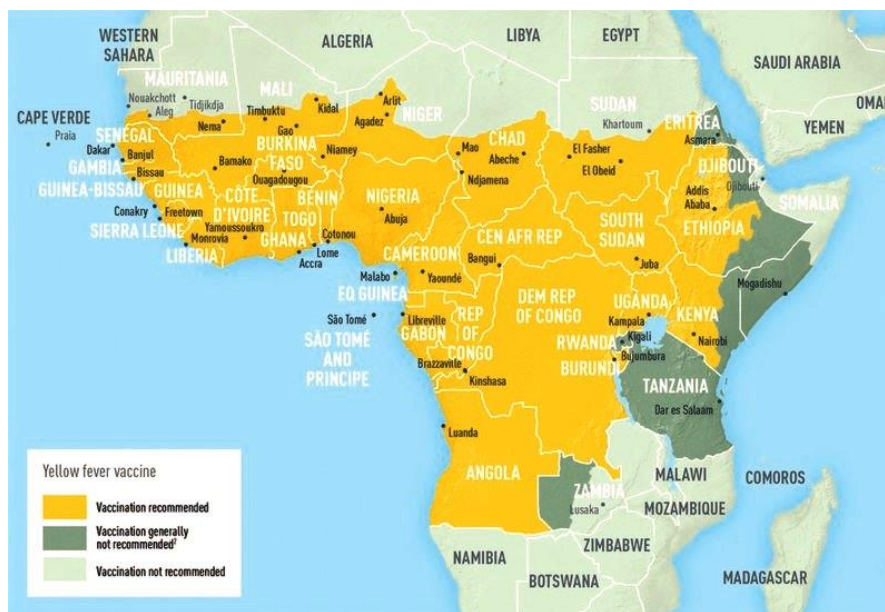 WESTERN
SAHARA
ALGERIA
LIBYA
EGYPT
SAUDI ARABIA
OMAN
YEMEN
CAPE VERDE
Praia
MAURITANIA
Nouakchott
Aleg
Tidjikdja
Nema
MALI
Timbuktu
Kidal
Gao
Bamako
NIGER
Arlit
Agadez
Niamey
CHAD
Mao
Abeche
Ndjamena
SUDAN
Khartoum
El Fasher
El Obeid
ERITREA
Asmara
DJIBOUTI
Djibouti
SOMALIA
Mogadishu
SENEGAL
Dakar
GAMBIA
Banjul
GUINEA-BISSAU
Bissau
GUINEA
Conakry
SIERRA LEONE
Freetown
LIBERIA
Monrovia
CÔTE
D'IVOIRE
Yamoussoukro
BURKINA
FASO
Ouagadougou
GHANA
Accra
TOGO
Lome
BENIN
Cotonou
NIGERIA
Abuja
CAMEROON
Yaoundé
CEN AFR REP
Bangui
SOUTH
SUDAN
Juba
Addis
Ababa
ETHIOPIA
Malabo
EQ GUINEA
São Tomé
SÃO TOMÉ
AND
PRINCIPE
Libreville
GABON
REP
OF
CONGO
Brazzaville
Kinshasa
DEM REP
OF CONGO
UGANDA
Kampala
KENYA
Nairobi
RWANDA
Kigali
BURUNDI
Bujumbura
TANZANIA
Dar es Salaam
Luanda
ANGOLA
ZAMBIA
Lusaka
MALAWI
MOZAMBIQUE
COMOROS
ZIMBABWE
NAMIBIA
BOTSWANA
MADAGASCAR
Yellow fever vaccine
Vaccination recommended
Vaccination generally
not recommended²
Vaccination not recommended